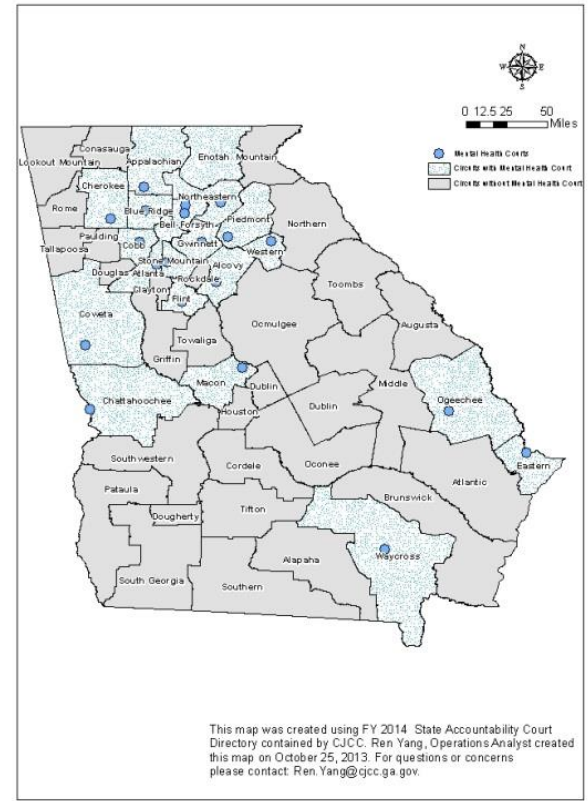 N
W E
S
0 12.5 25 50
Miles
Mental Health Courts
Circuits with Mental Health Court
Circuits without Mental Health Court
Conasauga
Lookout Mountain
Appalachian
Enotah
Mountain
Cherokee
Northeastern
Rome
Blue Ridge
Bell-Forsyth
Piedmont
Northern
Paulding
Cobb
Gwinnett
Western
Tallapoosa
Stone Mountain
Douglas
Atlanta
Alcovy
Rockdale
Clayton
Flint
Toombs
Coweta
Ocmulgee
Augusta
Towaliga
Griffin
Macon
Dublin
Middle
Ogeechee
Chattahoochee
Houston
Dublin
Southwestern
Cordele
Oconee
Eastern
Atlantic
Pataula
Brunswick
Dougherty
Tifton
Waycross
Alapaha
South Georgia
Southern
This map was created using FY 2014 State Accountability Court
Directory contained by CJCC. Ren Yang, Operations Analyst created
this map on October 25, 2013. For questions or concerns
please contact: Ren.Yang@cjcc.ga.gov.